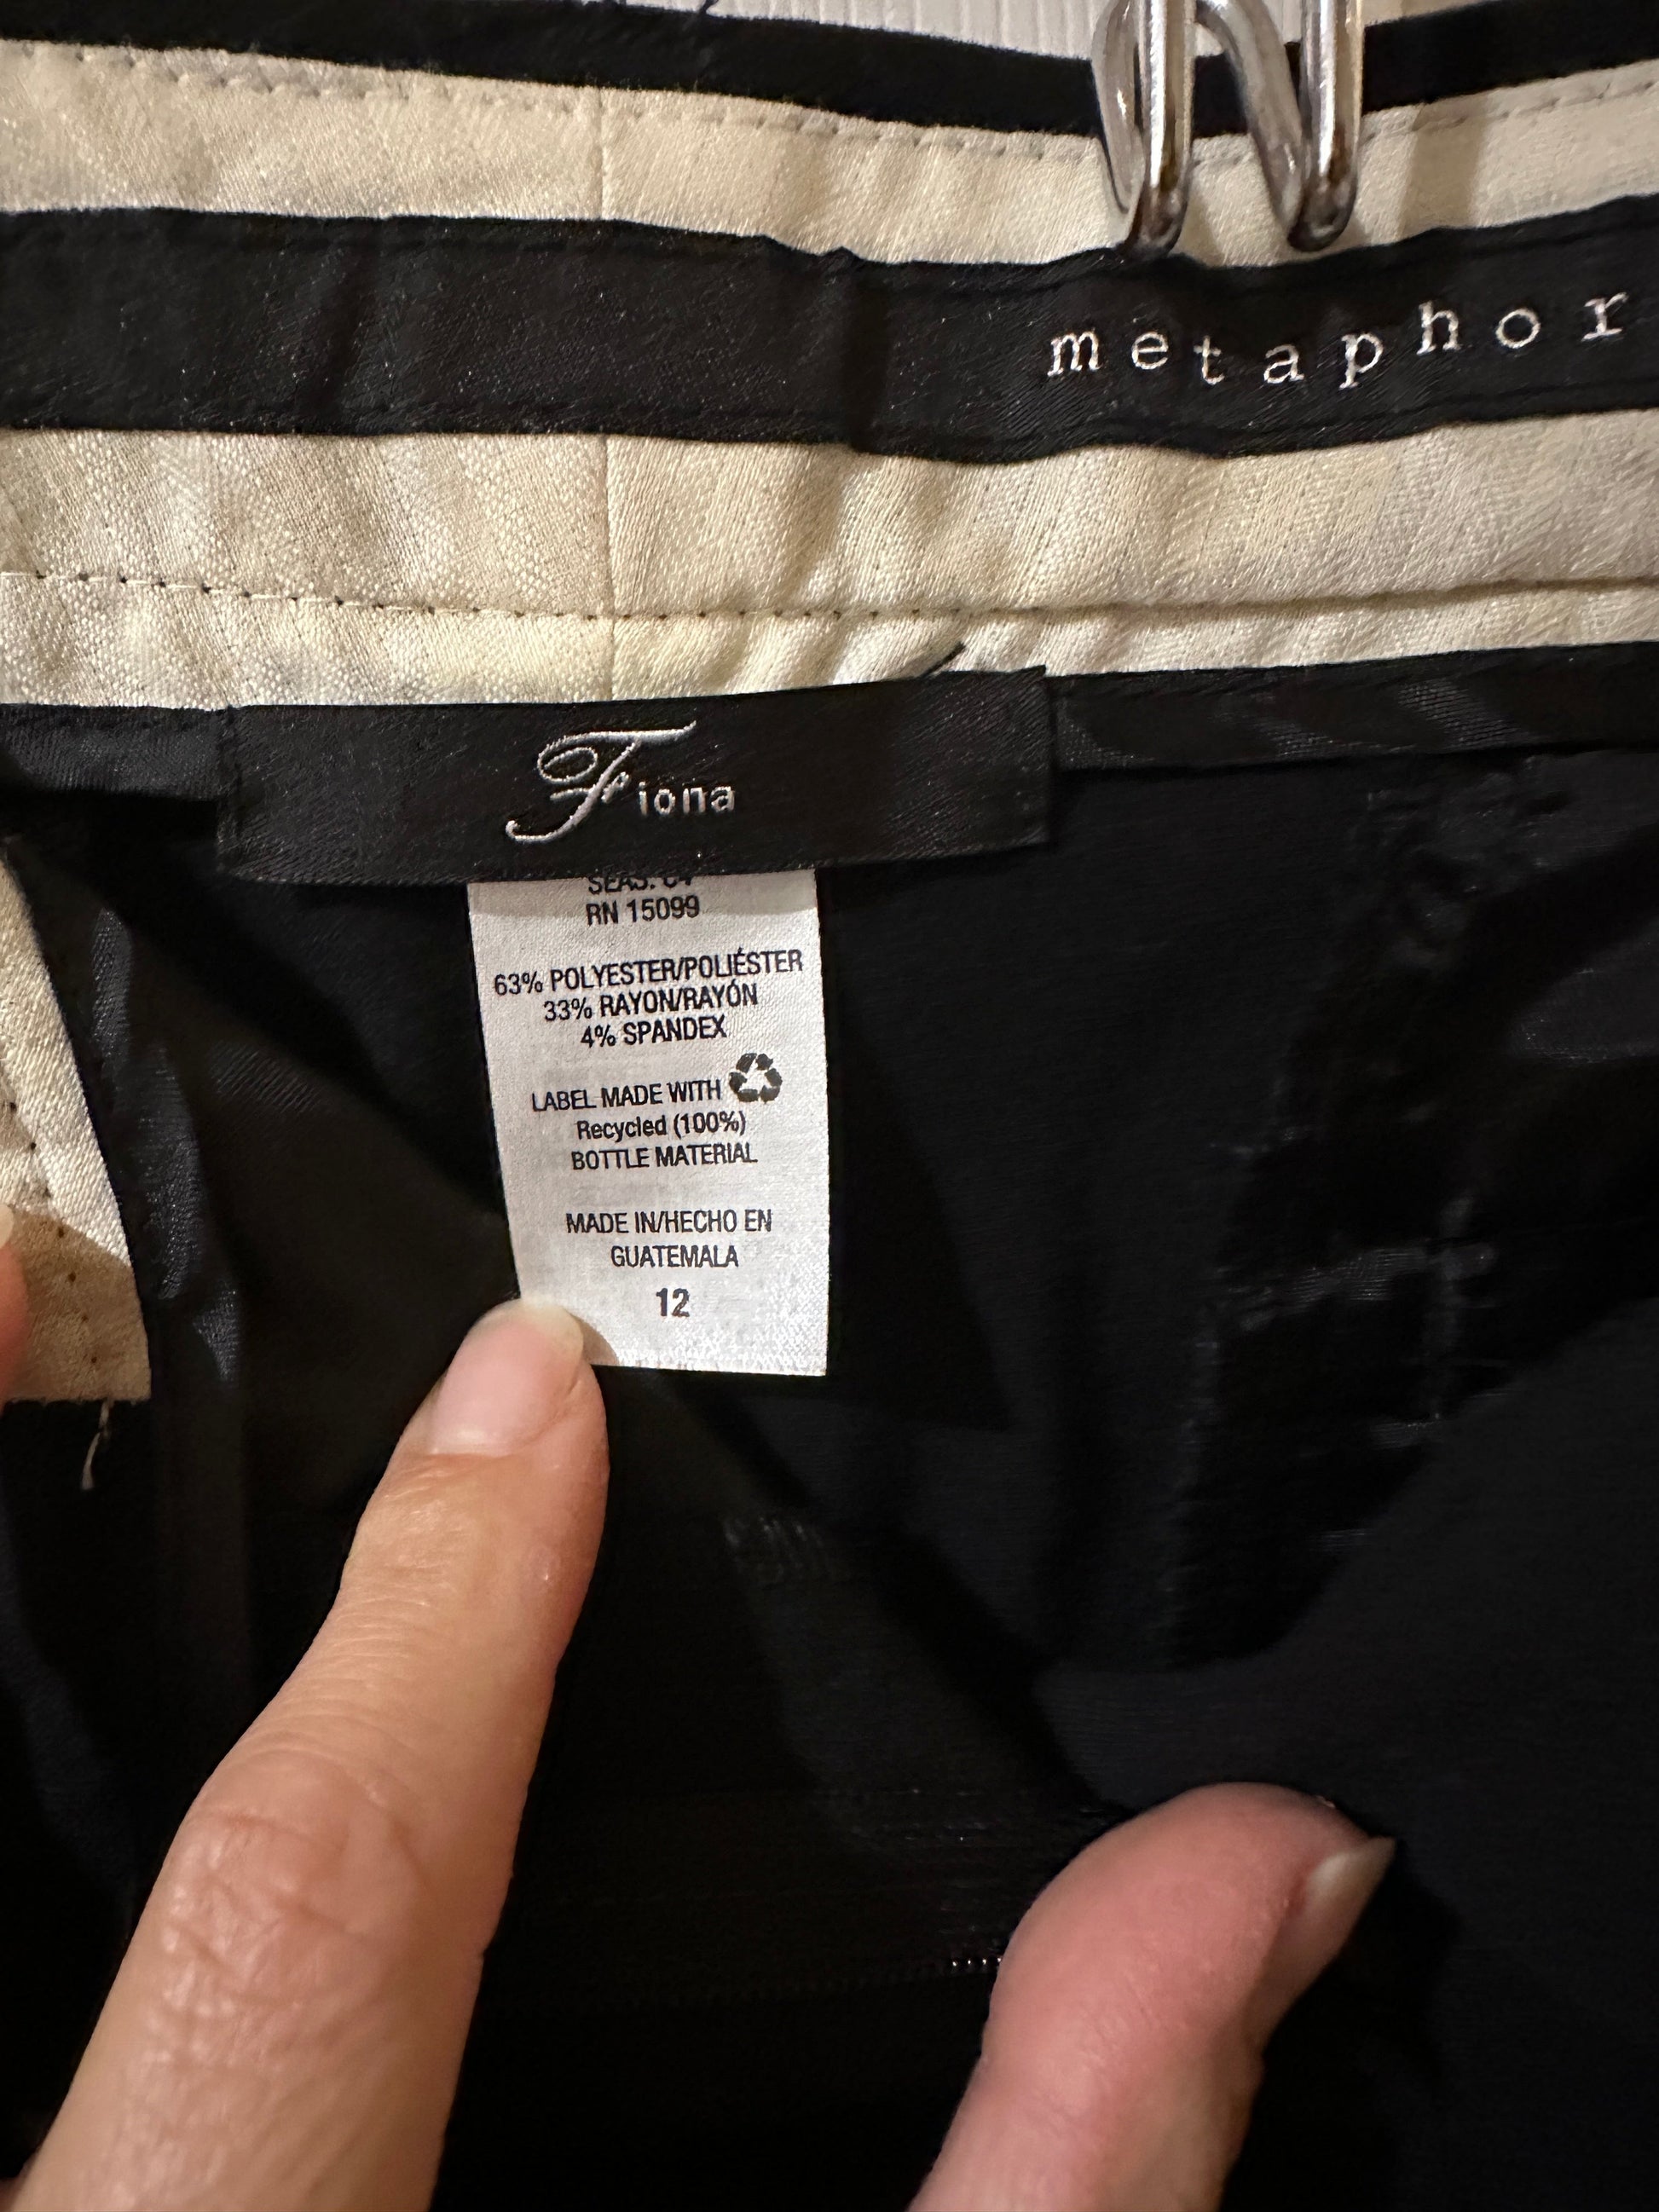 metaphor
Fiona
RN 15099
63% POLYESTER/POLIÉSTER
33% RAYON/RAYÓN
4% SPANDEX
LABEL MADE WITH
Recycled (100%)
BOTTLE MATERIAL
MADE IN/HECHO EN
GUATEMALA
12